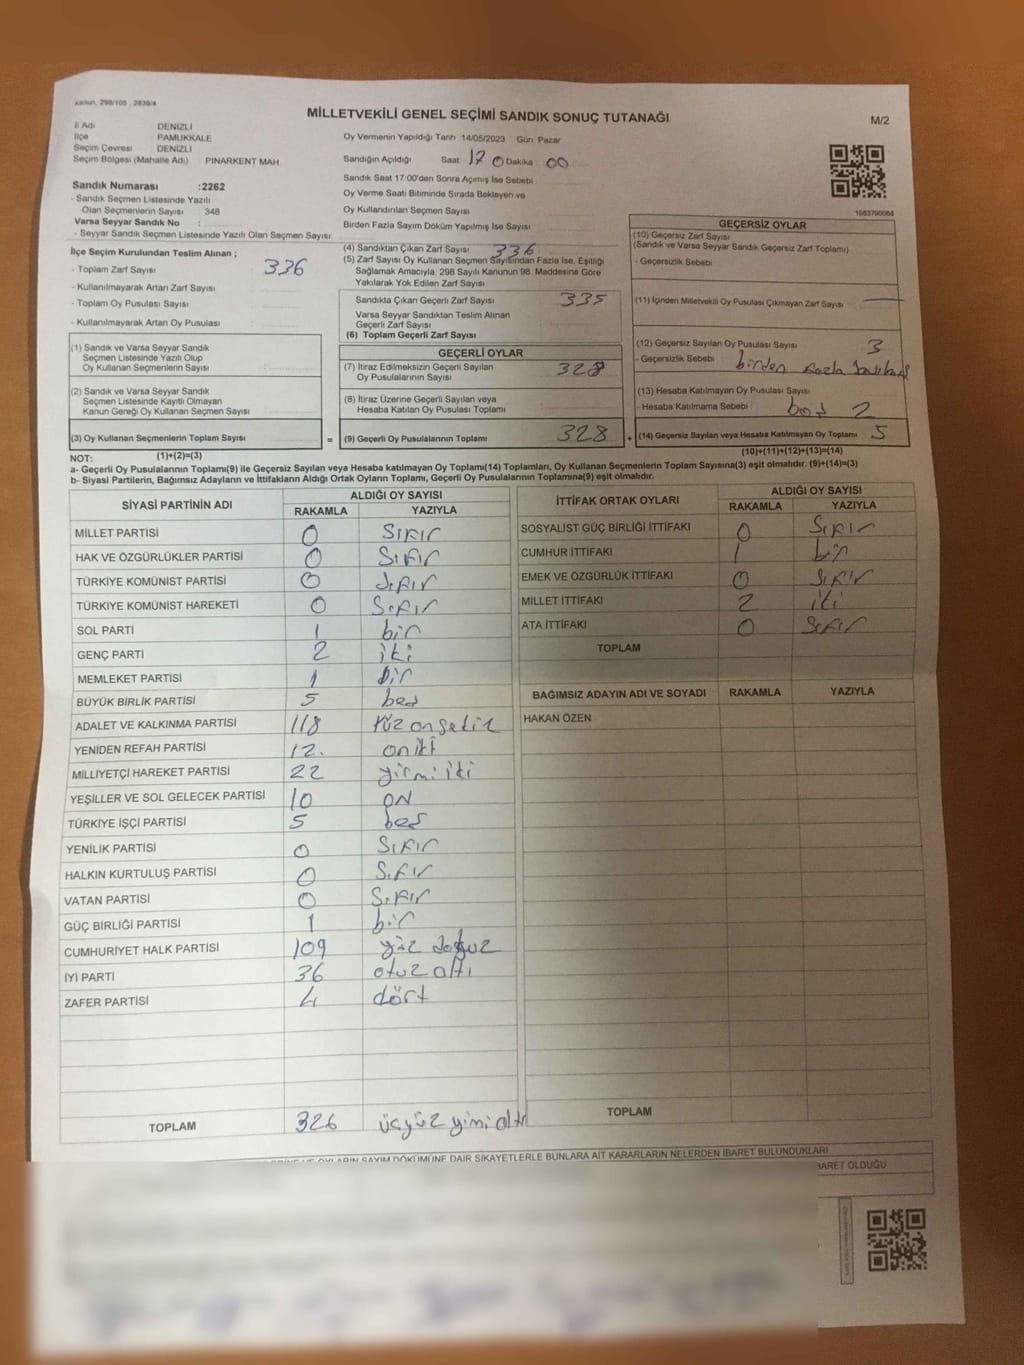 Kanun, 298/105 , 2839/4
MİLLETVEKİLİ GENEL SEÇİMİ SANDIK SONUÇ TUTANAĞI
M/2
İl Adı DENİZLİ
İlçe PAMUKKALE
Seçim Çevresi DENİZLİ
Seçim Bölgesi (Mahalle Adı) PINARKENT MAH
Oy Vermenin Yapıldığı Tarih 14/05/2023 Gün Pazar
Sandığın Açıldığı Saat 17 Dakika 00
Sandık Saat 17:00'den Sonra Açımış İse Sebebi
Oy Verme Saati Bitiminde Sırada Bekleyen ve
Oy Kullandırılan Seçmen Sayısı
Birden Fazla Sayım Döküm Yapılmış İse Sayısı
1083790084
Sandık Numarası :2262
- Sandık Seçmen Listesinde Yazılı
Olan Seçmenlerin Sayısı : 348
Varsa Seyyar Sandık No :
- Seyyar Sandık Seçmen Listesinde Yazılı Olan Seçmen Sayısı:
İlçe Seçim Kurulundan Teslim Alınan ;
- Toplam Zarf Sayısı 336
- Kullanılmayarak Artan Zarf Sayısı
- Toplam Oy Pusulası Sayısı
- Kullanılmayarak Artan Oy Pusulası
(4) Sandıktan Çıkan Zarf Sayısı 336
(5) Zarf Sayısı Oy Kullanan Seçmen Sayısından Fazla İse, Eşitliği
Sağlamak Amacıyla, 298 Sayılı Kanunun 98. Maddesine Göre
Yakılarak Yok Edilen Zarf Sayısı
Sandıkta Çıkan Geçerli Zarf Sayısı 335
Varsa Seyyar Sandıktan Teslim Alınan
Geçerli Zarf Sayısı
(6) Toplam Geçerli Zarf Sayısı
GEÇERSİZ OYLAR
(10) Geçersiz Zarf Sayısı
(Sandık ve Varsa Seyyar Sandık Geçersiz Zarf Toplamı)
- Geçersizlik Sebebi
(11) İçinden Milletvekili Oy Pusulası Çıkmayan Zarf Sayısı
(12) Geçersiz Sayılan Oy Pusulası Sayısı 3
- Geçersizlik Sebebi birden fazla
(13) Hesaba Katılmayan Oy Pusulası Sayısı
- Hesaba Katılmama Sebebi boş 2
(14) Geçersiz Sayılan veya Hesaba Katılmayan Oy Toplamı 5
(10)+(11)+(12)+(13)=(14)
(1) Sandık ve Varsa Seyyar Sandık
Seçmen Listesinde Yazılı Olup
Oy Kullanan Seçmenlerin Sayısı
(2) Sandık ve Varsa Seyyar Sandık
Seçmen Listesinde Kayıtlı Olmayan
Kanun Gereği Oy Kullanan Seçmen Sayısı
(3) Oy Kullanan Seçmenlerin Toplam Sayısı =
GEÇERLİ OYLAR
(7) İtiraz Edilmeksizin Geçerli Sayılan
Oy Pusulalarının Sayısı 328
(8) İtiraz Üzerine Geçerli Sayılan veya
Hesaba Katılan Oy Pusulası Toplamı
(9) Geçerli Oy Pusulalarının Toplamı 328 +
NOT: (1)+(2)=(3)
a- Geçerli Oy Pusulalarının Toplamı(9) ile Geçersiz Sayılan veya Hesaba katılmayan Oy Toplamı(14) Toplamları, Oy Kullanan Seçmenlerin Toplam Sayısına(3) eşit olmalıdır. (9)+(14)=(3)
b- Siyasi Partilerin, Bağımsız Adayların ve İttifakların Aldığı Ortak Oyların Toplamı, Geçerli Oy Pusulalarının Toplamına(9) eşit olmalıdır.
SİYASİ PARTİNİN ADI ALDIĞI OY SAYISI
RAKAMLA YAZIYLA
MİLLET PARTİSİ 0 Sıfır
HAK VE ÖZGÜRLÜKLER PARTİSİ 0 Sıfır
TÜRKİYE KOMÜNİST PARTİSİ 0 Sıfır
TÜRKİYE KOMÜNİST HAREKETİ 0 Sıfır
SOL PARTİ 1 bir
GENÇ PARTİ 2 iki
MEMLEKET PARTİSİ 1 bir
BÜYÜK BİRLİK PARTİSİ 5 beş
ADALET VE KALKINMA PARTİSİ 118 yüz onsekiz
YENİDEN REFAH PARTİSİ 12. oniki
MİLLİYETÇİ HAREKET PARTİSİ 22 yirmi iki
YEŞİLLER VE SOL GELECEK PARTİSİ 10 ON
TÜRKİYE İŞÇİ PARTİSİ 5 beş
YENİLİK PARTİSİ 0 Sıfır
HALKIN KURTULUŞ PARTİSİ 0 Sıfır
VATAN PARTİSİ 0 Sıfır
GÜÇ BİRLİĞİ PARTİSİ 1 bir
CUMHURİYET HALK PARTİSİ 109 yüz dokuz
İYİ PARTİ 36 otuz altı
ZAFER PARTİSİ 4 dört
TOPLAM 326 üçyüz yirmi altı
İTTİFAK ORTAK OYLARI ALDIĞI OY SAYISI
RAKAMLA YAZIYLA
SOSYALİST GÜÇ BİRLİĞİ İTTİFAKI 0 Sıfır
CUMHUR İTTİFAKI 1 bir
EMEK VE ÖZGÜRLÜK İTTİFAKI 0 Sıfır
MİLLET İTTİFAKI 2 iki
ATA İTTİFAKI 0 Sıfır
TOPLAM
BAĞIMSIZ ADAYIN ADI VE SOYADI RAKAMLA YAZIYLA
HAKAN ÖZEN
TOPLAM
OYLARIN SAYIM DÖKÜMÜNE DAİR ŞİKAYETLERLE BUNLARA AİT KARARLARIN NELERDEN İBARET BULUNDUKLARI
İBARET OLDUĞU